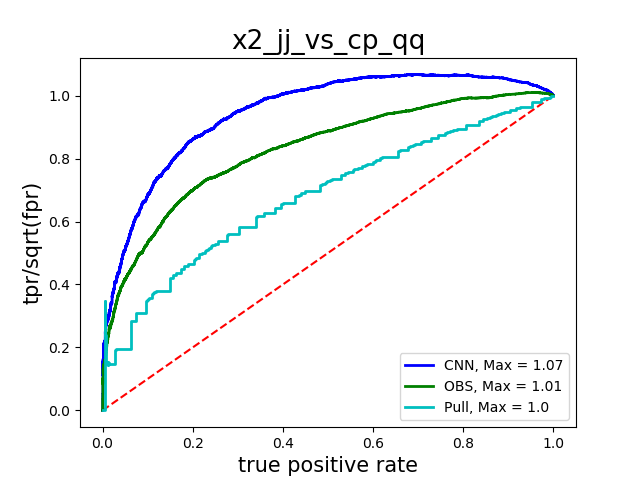 x2_jj_vs_cp_qq
tpr/sqrt(fpr)
1.0
0.8
0.6
0.4
0.2
0.0
CNN, Max = 1.07
OBS, Max = 1.01
Pull, Max = 1.0
0.0 0.2 0.4 0.6 0.8 1.0
true positive rate